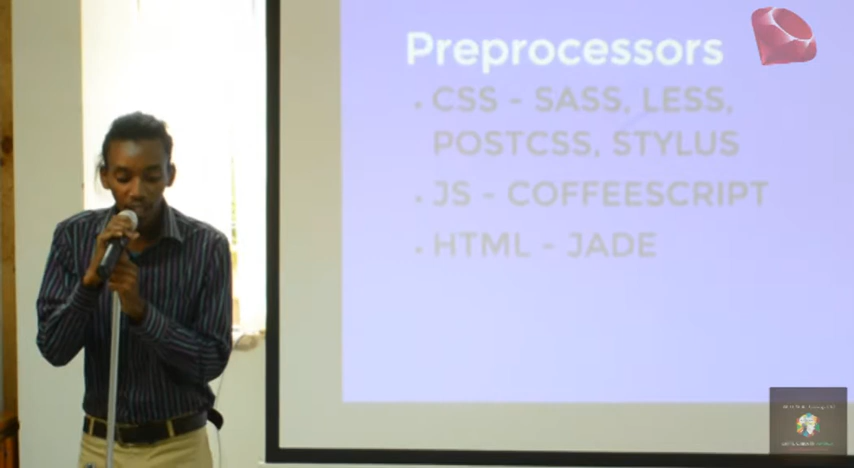 Preprocessors
• CSS - SASS, LESS,
POSTCSS, STYLUS
• JS - COFFEESCRIPT
• HTML - JADE